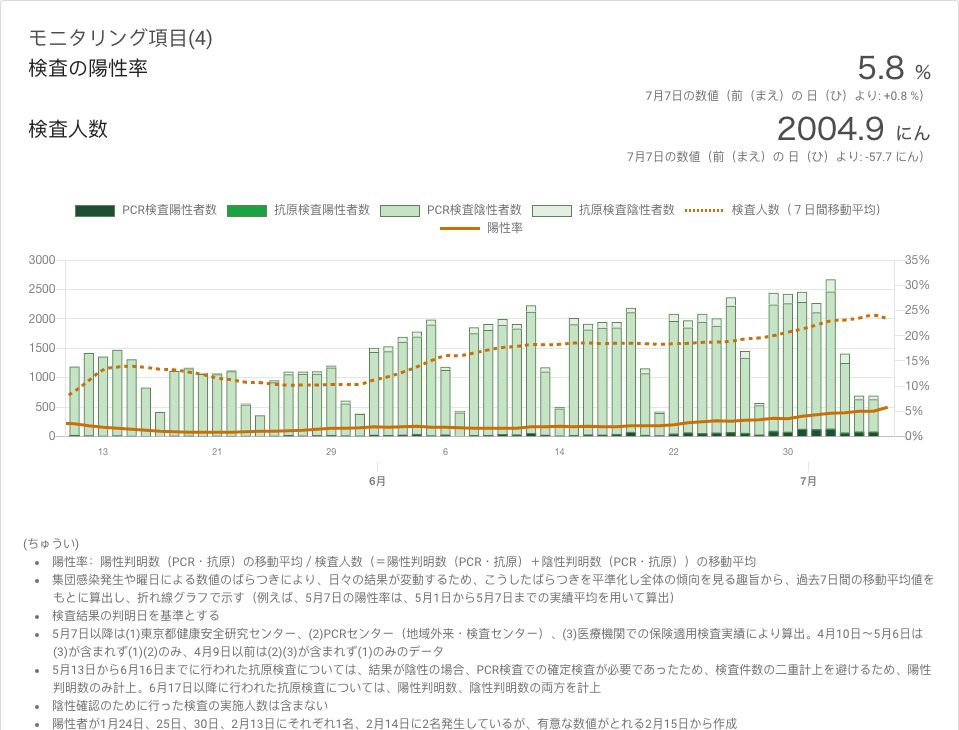 モニタリング項目(4)
検査の陽性率
5.8 %
7月7日の数値（前（まえ）の 日（ひ）より: +0.8 %）
検査人数
2004.9 にん
7月7日の数値（前（まえ）の 日（ひ）より: -57.7 にん）
PCR検査陽性者数 抗原検査陽性者数 PCR検査陰性者数 抗原検査陰性者数 検査人数（７日間移動平均）
陽性率
3000 35%
30%
2500
25%
2000
20%
1500
15%
1000
10%
500
5%
0 0%
13 21 29 6 14 22 30
6月 7月
(ちゅうい)
• 陽性率：陽性判明数（PCR・抗原）の移動平均 / 検査人数（＝陽性判明数（PCR・抗原）＋陰性判明数（PCR・抗原））の移動平均
• 集団感染発生や曜日による数値のばらつきにより、日々の結果が変動するため、こうしたばらつきを平準化し全体の傾向を見る趣旨から、過去7日間の移動平均値を
もとに算出し、折れ線グラフで示す（例えば、5月7日の陽性率は、5月1日から5月7日までの実績平均を用いて算出）
• 検査結果の判明日を基準とする
• 5月7日以降は(1)東京都健康安全研究センター、(2)PCRセンター（地域外来・検査センター）、(3)医療機関での保険適用検査実績により算出。4月10日～5月6日は
(3)が含まれず(1)(2)のみ、4月9日以前は(2)(3)が含まれず(1)のみのデータ
• 5月13日から6月16日までに行われた抗原検査については、結果が陰性の場合、PCR検査での確定検査が必要であったため、検査件数の二重計上を避けるため、陽性
判明数のみ計上。6月17日以降に行われた抗原検査については、陽性判明数、陰性判明数の両方を計上
• 陰性確認のために行った検査の実施人数は含まない
• 陽性者が1月24日、25日、30日、2月13日にそれぞれ1名、2月14日に2名発生しているが、有意な数値がとれる2月15日から作成